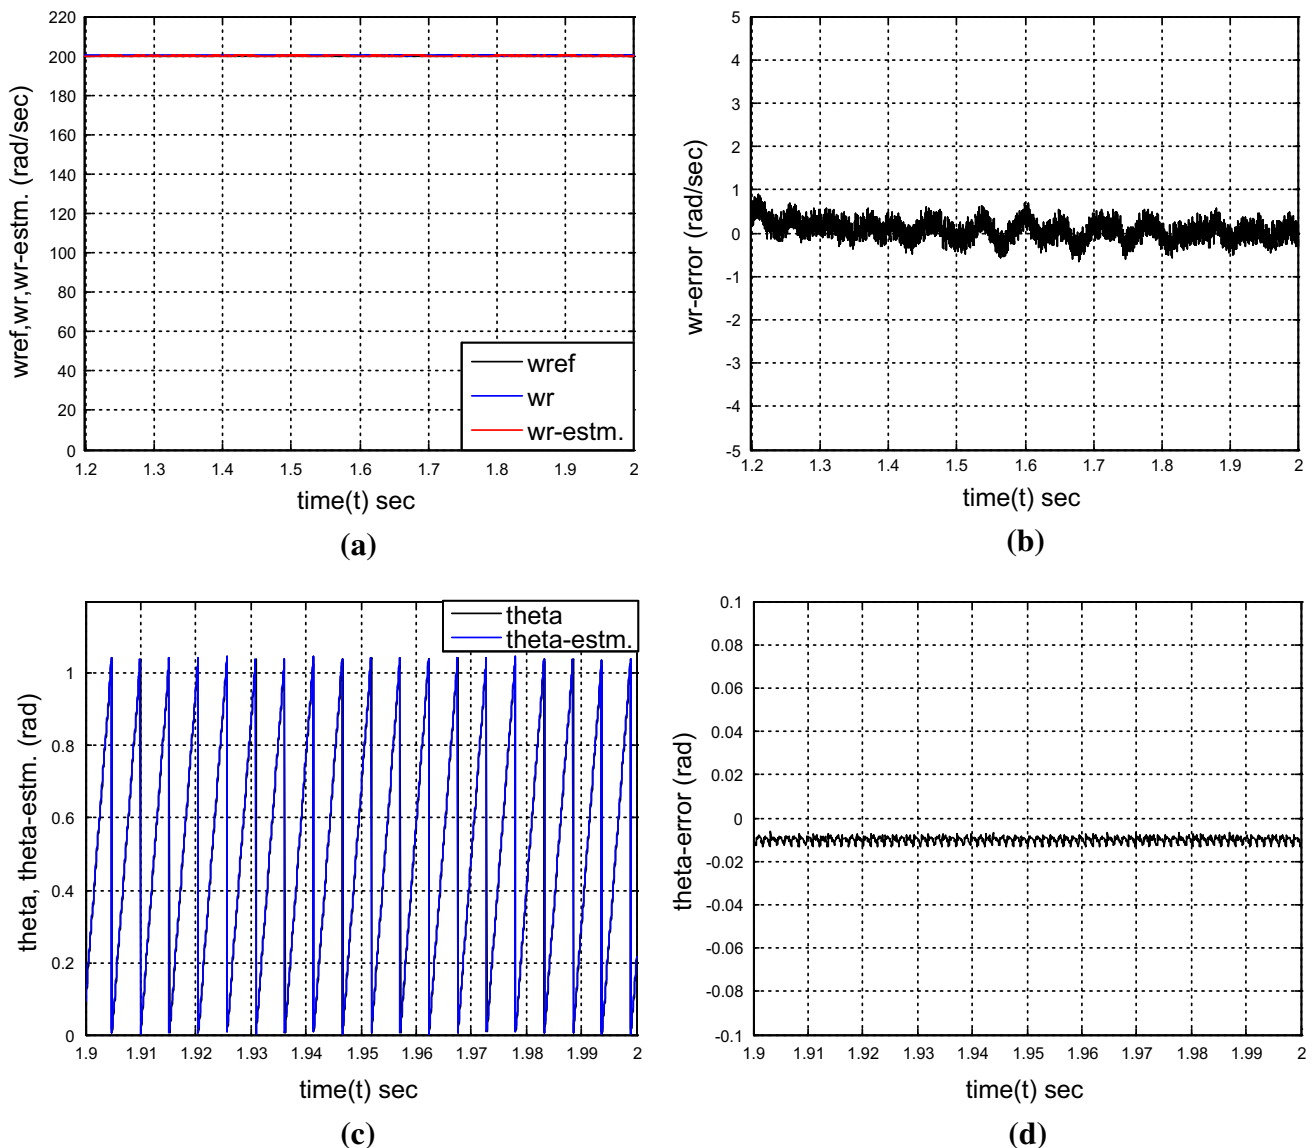 220
200
180
160
140
120
100
80
60
40
20
0
wref,wr,wr-estm. (rad/sec)
wref
wr
wr-estm.
1.2 1.3 1.4 1.5 1.6 1.7 1.8 1.9 2
time(t) sec
(a)
5
4
3
2
1
0
-1
-2
-3
-4
-5
wr-error (rad/sec)
1.2 1.3 1.4 1.5 1.6 1.7 1.8 1.9 2
time(t) sec
(b)
theta
theta-estm.
1
0.8
0.6
0.4
0.2
0
theta, theta-estm. (rad)
1.9 1.91 1.92 1.93 1.94 1.95 1.96 1.97 1.98 1.99 2
time(t) sec
(c)
0.1
0.08
0.06
0.04
0.02
0
-0.02
-0.04
-0.06
-0.08
-0.1
theta-error (rad)
1.9 1.91 1.92 1.93 1.94 1.95 1.96 1.97 1.98 1.99 2
time(t) sec
(d)